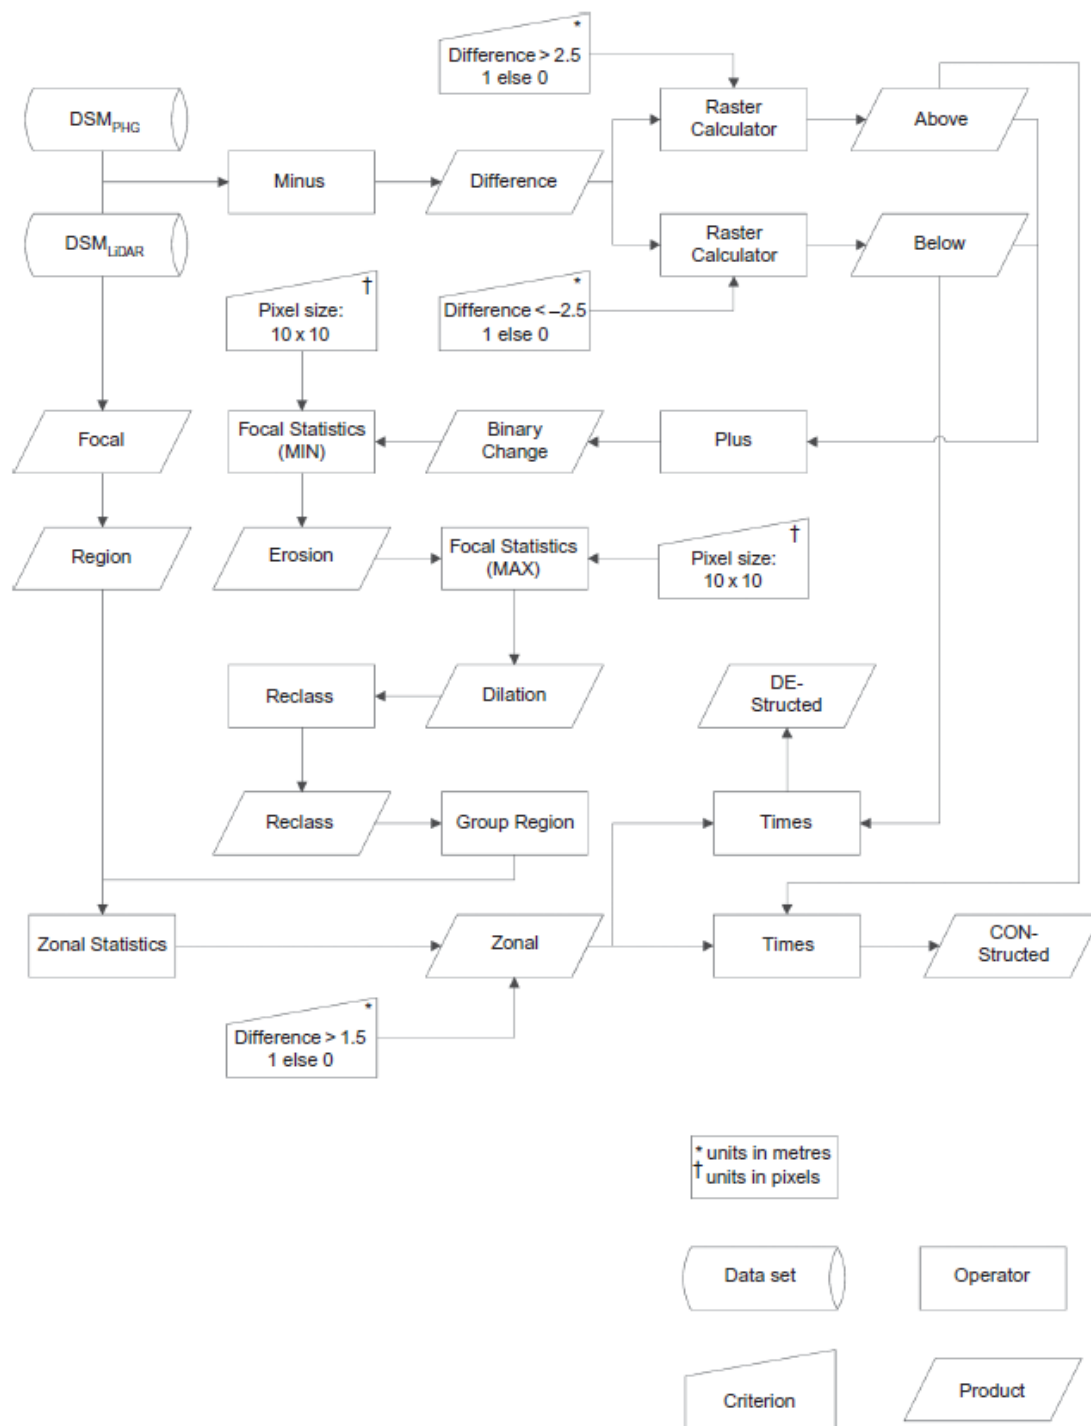 *
Difference > 2.5
1 else 0
DSMPHG
Raster
Calculator
Above
Minus
Difference
DSMLiDAR
Raster
Calculator
Below
†
Pixel size:
10 x 10
*
Difference < –2.5
1 else 0
Focal
Focal Statistics
(MIN)
Binary
Change
Plus
Region
Erosion
Focal Statistics
(MAX)
†
Pixel size:
10 x 10
Reclass
Dilation
DE-
Structed
Reclass
Group Region
Times
Zonal Statistics
Zonal
Times
CON-
Structed
*
Difference > 1.5
1 else 0
* units in metres
† units in pixels
Data set
Operator
Criterion
Product